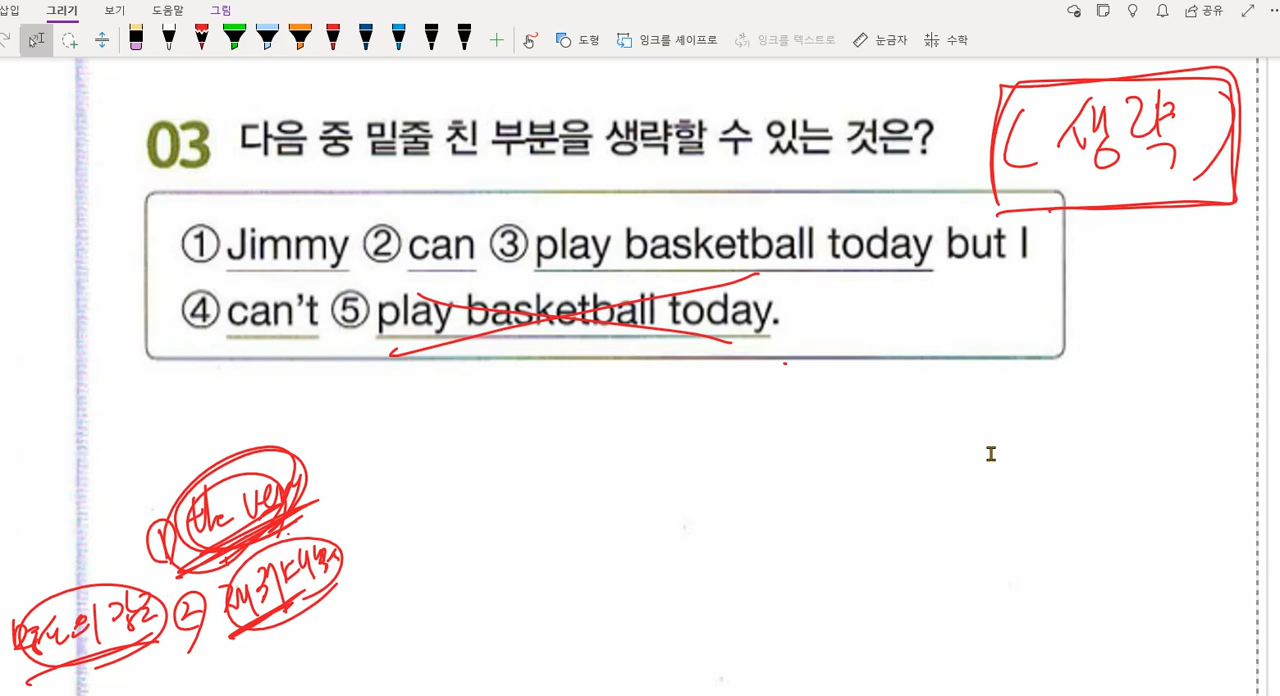 삽입 그리기 보기 도움말 그림 공유
도형 잉크를 셰이프로 잉크를 텍스트로 눈금자 수학
03 다음 중 밑줄 친 부분을 생략할 수 있는 것은?
( 생략 )
① Jimmy ② can ③ play basketball today but I
④ can't ⑤ play basketball today.
① the very
② 재귀대명사
명사의 강조